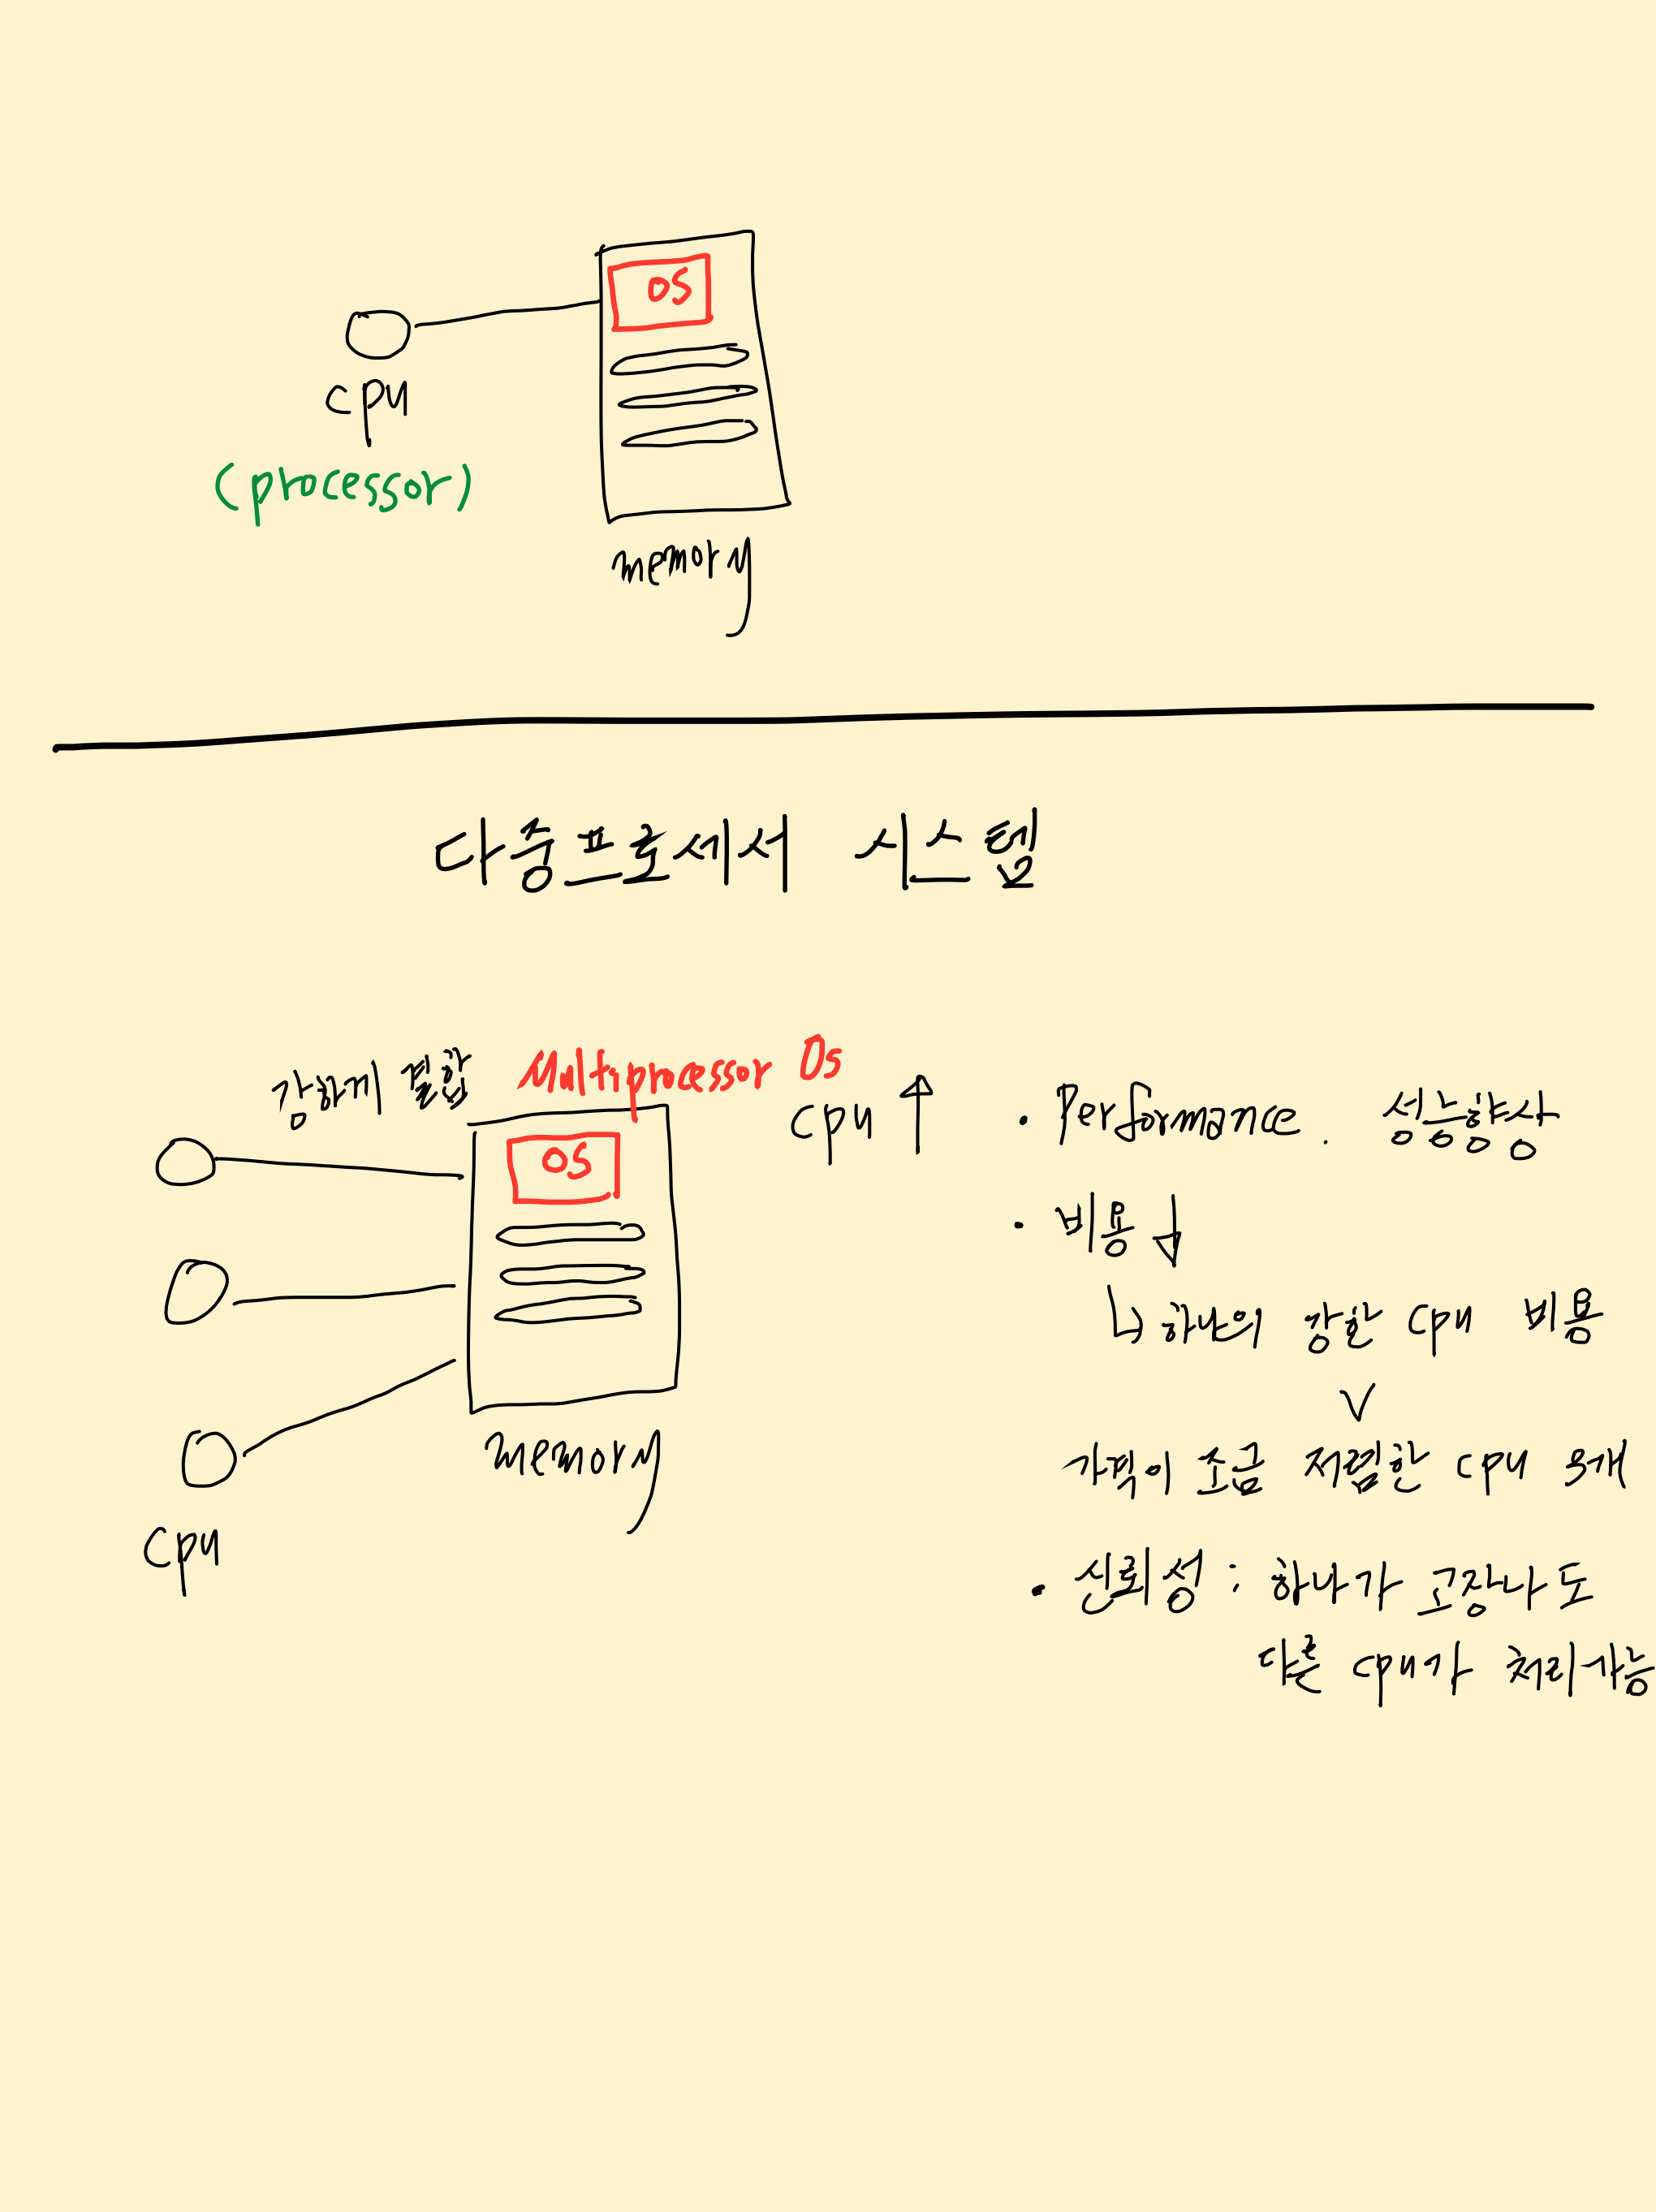 OS
cpu
(processor)
memory
다중프로세서 시스템
강하게 결합
Multiprocessor Os
OS
memory
cpu
cpu ↑
· Performance. 성능향상
· 비용 ↓
↳ 하나의 강한 cpu 비용
∨
가격이 조금 저렴한 cpu 3개
· 신뢰성 : 하나가 고장나도
다른 cpu가 처리가능